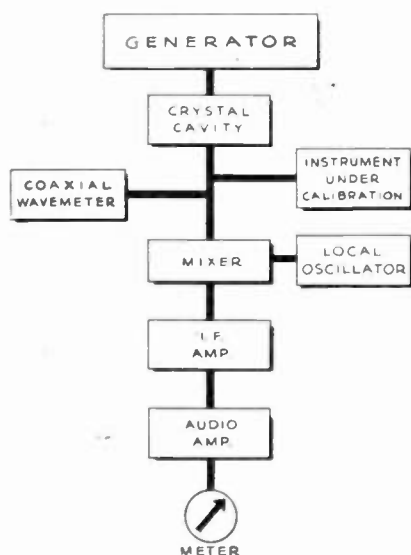 GENERATOR
CRYSTAL
CAVITY
COAXIAL
WAVEMETER
INSTRUMENT
UNDER
CALIBRATION
MIXER
LOCAL
OSCILLATOR
I.F.
AMP
AUDIO
AMP
METER